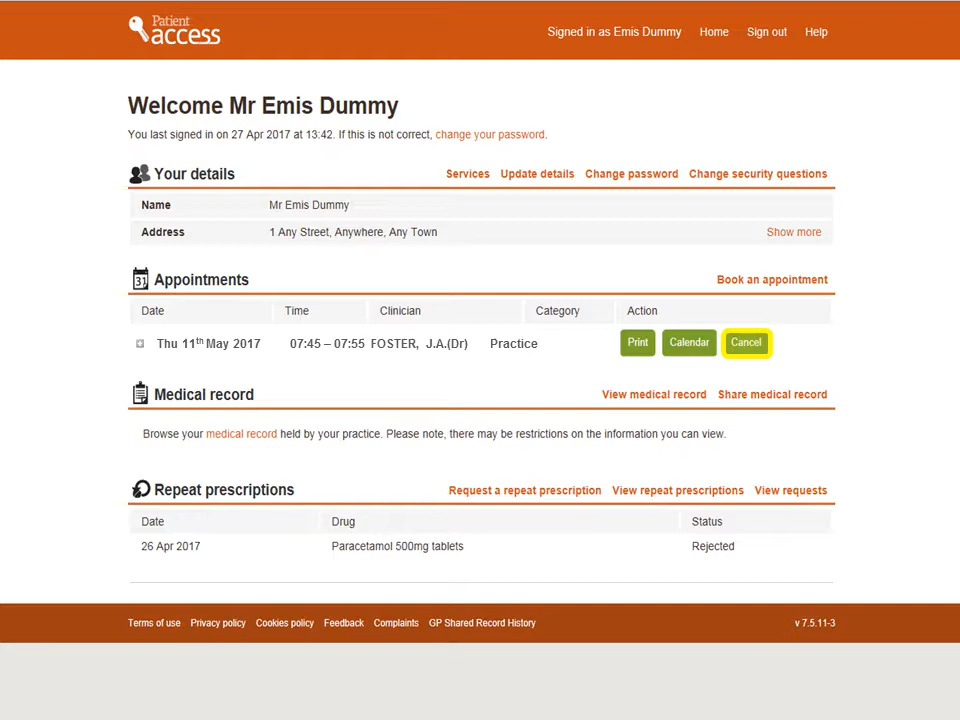 Patient
access
Signed in as Emis Dummy Home Sign out Help
Welcome Mr Emis Dummy
You last signed in on 27 Apr 2017 at 13:42. If this is not correct, change your password.
Your details Services Update details Change password Change security questions
Name Mr Emis Dummy
Address 1 Any Street, Anywhere, Any Town Show more
31 Appointments Book an appointment
Date Time Clinician Category Action
Thu 11th May 2017 07:45 – 07:55 FOSTER, J.A.(Dr) Practice Print Calendar Cancel
Medical record View medical record Share medical record
Browse your medical record held by your practice. Please note, there may be restrictions on the information you can view.
Repeat prescriptions Request a repeat prescription View repeat prescriptions View requests
Date Drug Status
26 Apr 2017 Paracetamol 500mg tablets Rejected
Terms of use Privacy policy Cookies policy Feedback Complaints GP Shared Record History v 7.5.11-3